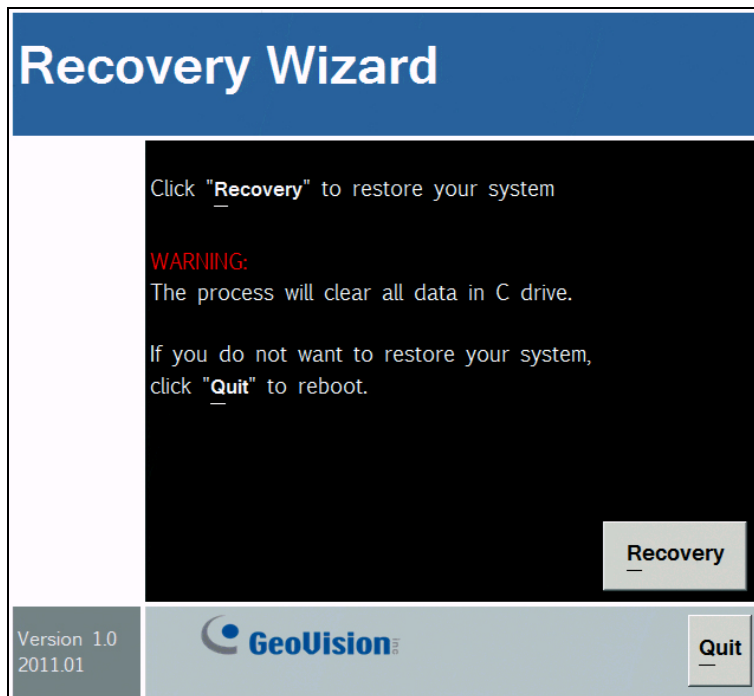 Recovery Wizard
Click "Recovery" to restore your system
WARNING:
The process will clear all data in C drive.
If you do not want to restore your system,
click "Quit" to reboot.
Recovery
Version 1.0
2011.01
GeoVision inc
Quit